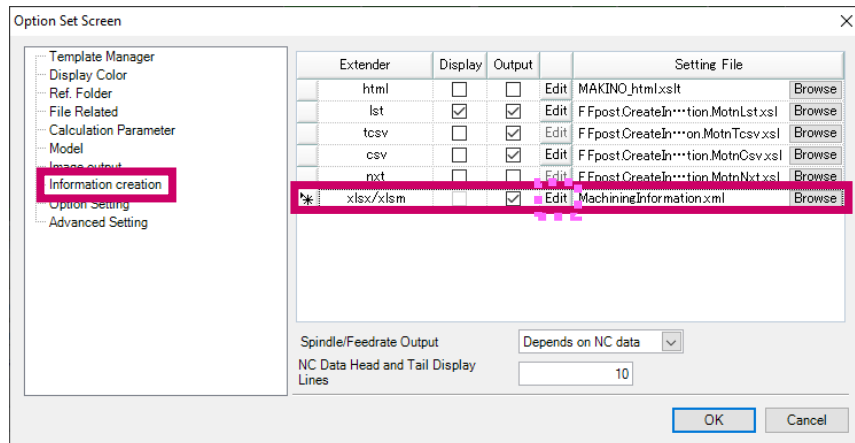 Option Set Screen
Template Manager
Display Color
Ref. Folder
File Related
Calculation Parameter
Model
Image output
Information creation
Option Setting
Advanced Setting
Extender Display Output Setting File
html Edit MAKINO_html.xslt Browse
lst Edit FFpost.CreateIn…tion.MotnLst.xsl Browse
tcsv Edit FFpost.CreateIn…on.MotnTcsv.xsl Browse
csv Edit FFpost.CreateIn…tion.MotnCsv.xsl Browse
nxt Edit FFpost.CreateIn…tion.MotnNxt.xsl Browse
xlsx/xlsm Edit MachiningInformation.xml Browse
Spindle/Feedrate Output Depends on NC data
NC Data Head and Tail Display
Lines 10
OK Cancel